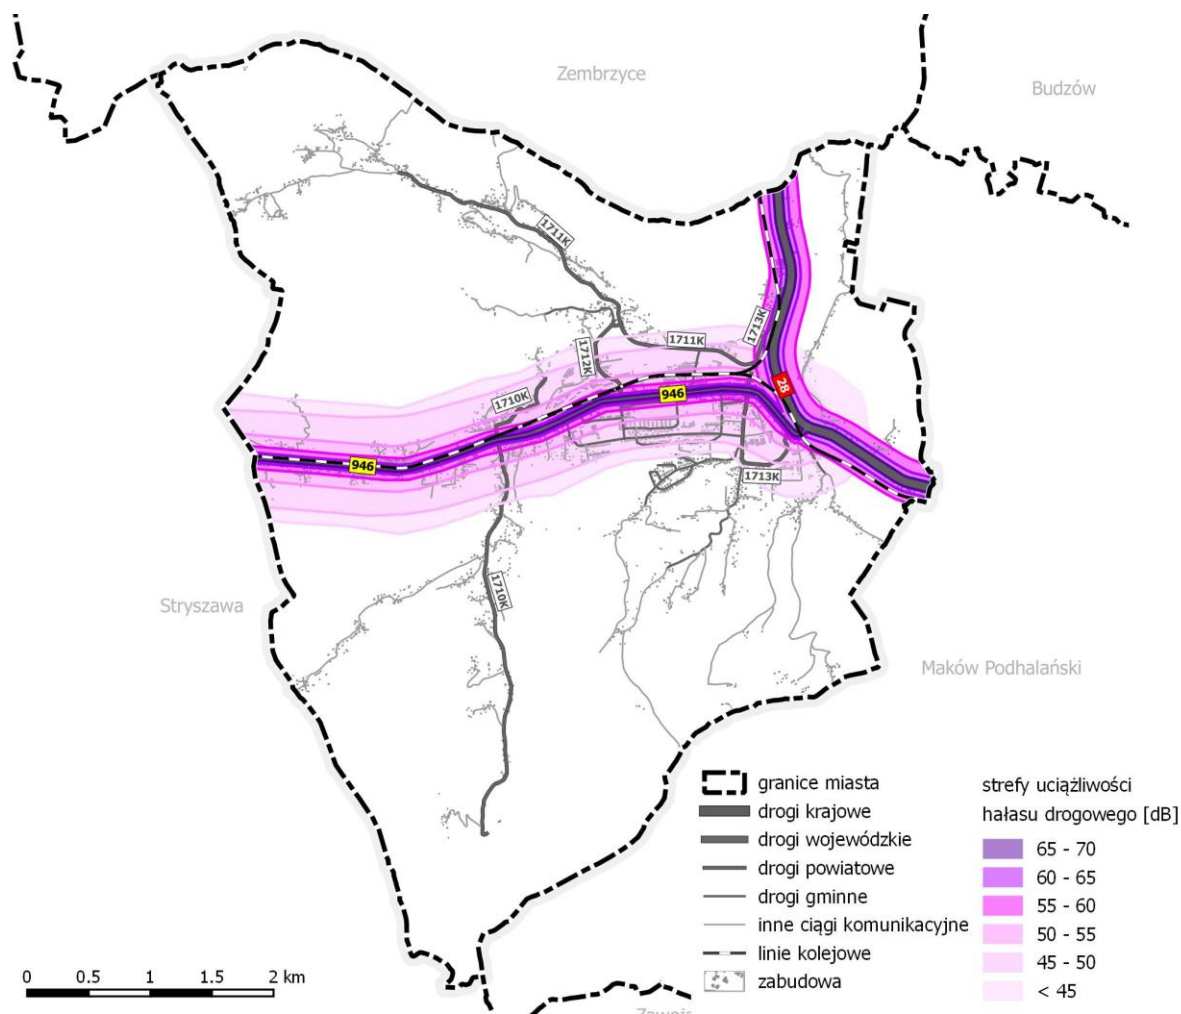 Zembrzyce
Budzów
1711K
1713K
1711K
1712K
28
1710K
946
946
1713K
1710K
Stryszawa
Maków Podhalański
granice miasta
drogi krajowe
drogi wojewódzkie
drogi powiatowe
drogi gminne
inne ciągi komunikacyjne
linie kolejowe
zabudowa
strefy uciążliwości
hałasu drogowego [dB]
65 - 70
60 - 65
55 - 60
50 - 55
45 - 50
< 45
0 0.5 1 1.5 2 km